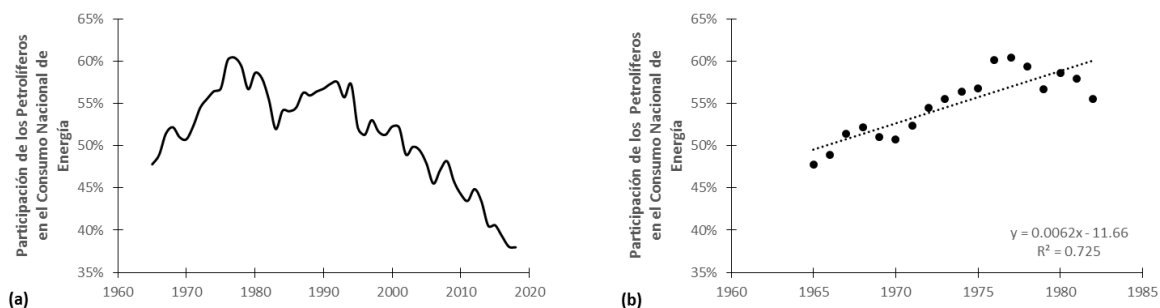 Participación de los Petrolíferos
en el Consumo Nacional de
Energía
65%
60%
55%
50%
45%
40%
35%
1960 1970 1980 1990 2000 2010 2020
(a)
Participación de los Petrolíferos
en el Consumo Nacional de
Energía
65%
60%
55%
50%
45%
40%
35%
y = 0.0062x - 11.66
R² = 0.725
1960 1965 1970 1975 1980 1985
(b)